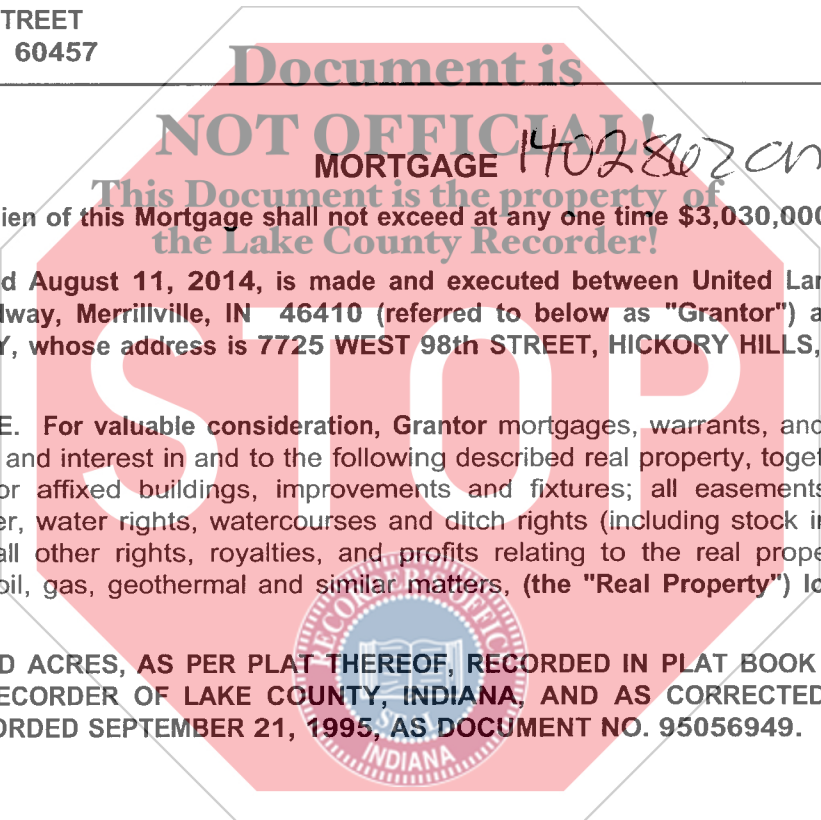 TREET
60457
Document is
NOT OFFICIAL!
MORTGAGE 1402862
This Document is the property of
ien of this Mortgage shall not exceed at any one time $3,030,000
the Lake County Recorder!
d August 11, 2014, is made and executed between United Lan
lway, Merrillville, IN 46410 (referred to below as "Grantor") a
Y, whose address is 7725 WEST 98th STREET, HICKORY HILLS,
STOP
E. For valuable consideration, Grantor mortgages, warrants, and
and interest in and to the following described real property, toget
or affixed buildings, improvements and fixtures; all easements
er, water rights, watercourses and ditch rights (including stock in
all other rights, royalties, and profits relating to the real prope
oil, gas, geothermal and similar matters, (the "Real Property") lo
RECORDER OFFICE
D ACRES, AS PER PLAT THEREOF, RECORDED IN PLAT BOOK
ECORDER OF LAKE COUNTY, INDIANA, AND AS CORRECTED
ORDED SEPTEMBER 21, 1995, AS DOCUMENT NO. 95056949.
SEAL
INDIANA